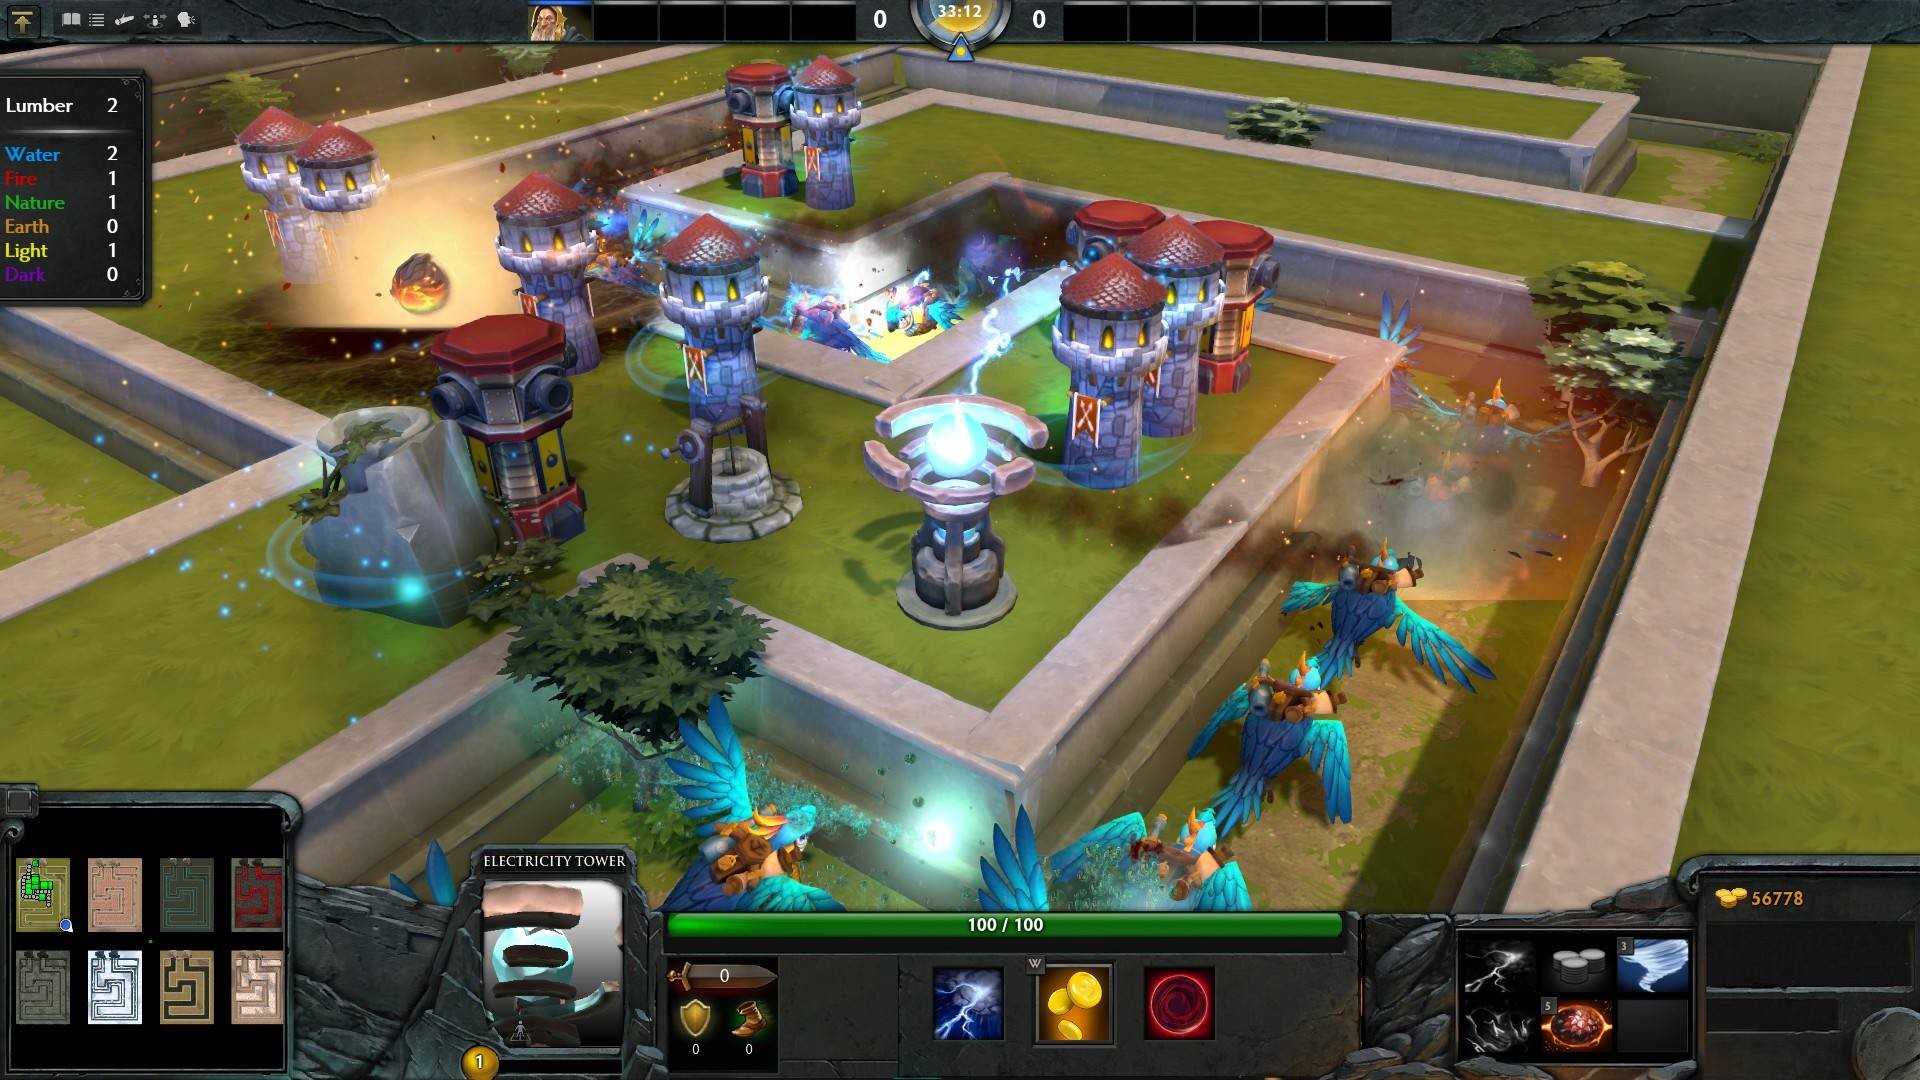 0
33:12
0
Lumber 2
Water 2
Fire 1
Nature 1
Earth 0
Light 1
Dark 0
ELECTRICITY TOWER
1
100 / 100
0
0
0
W
3
5
56778